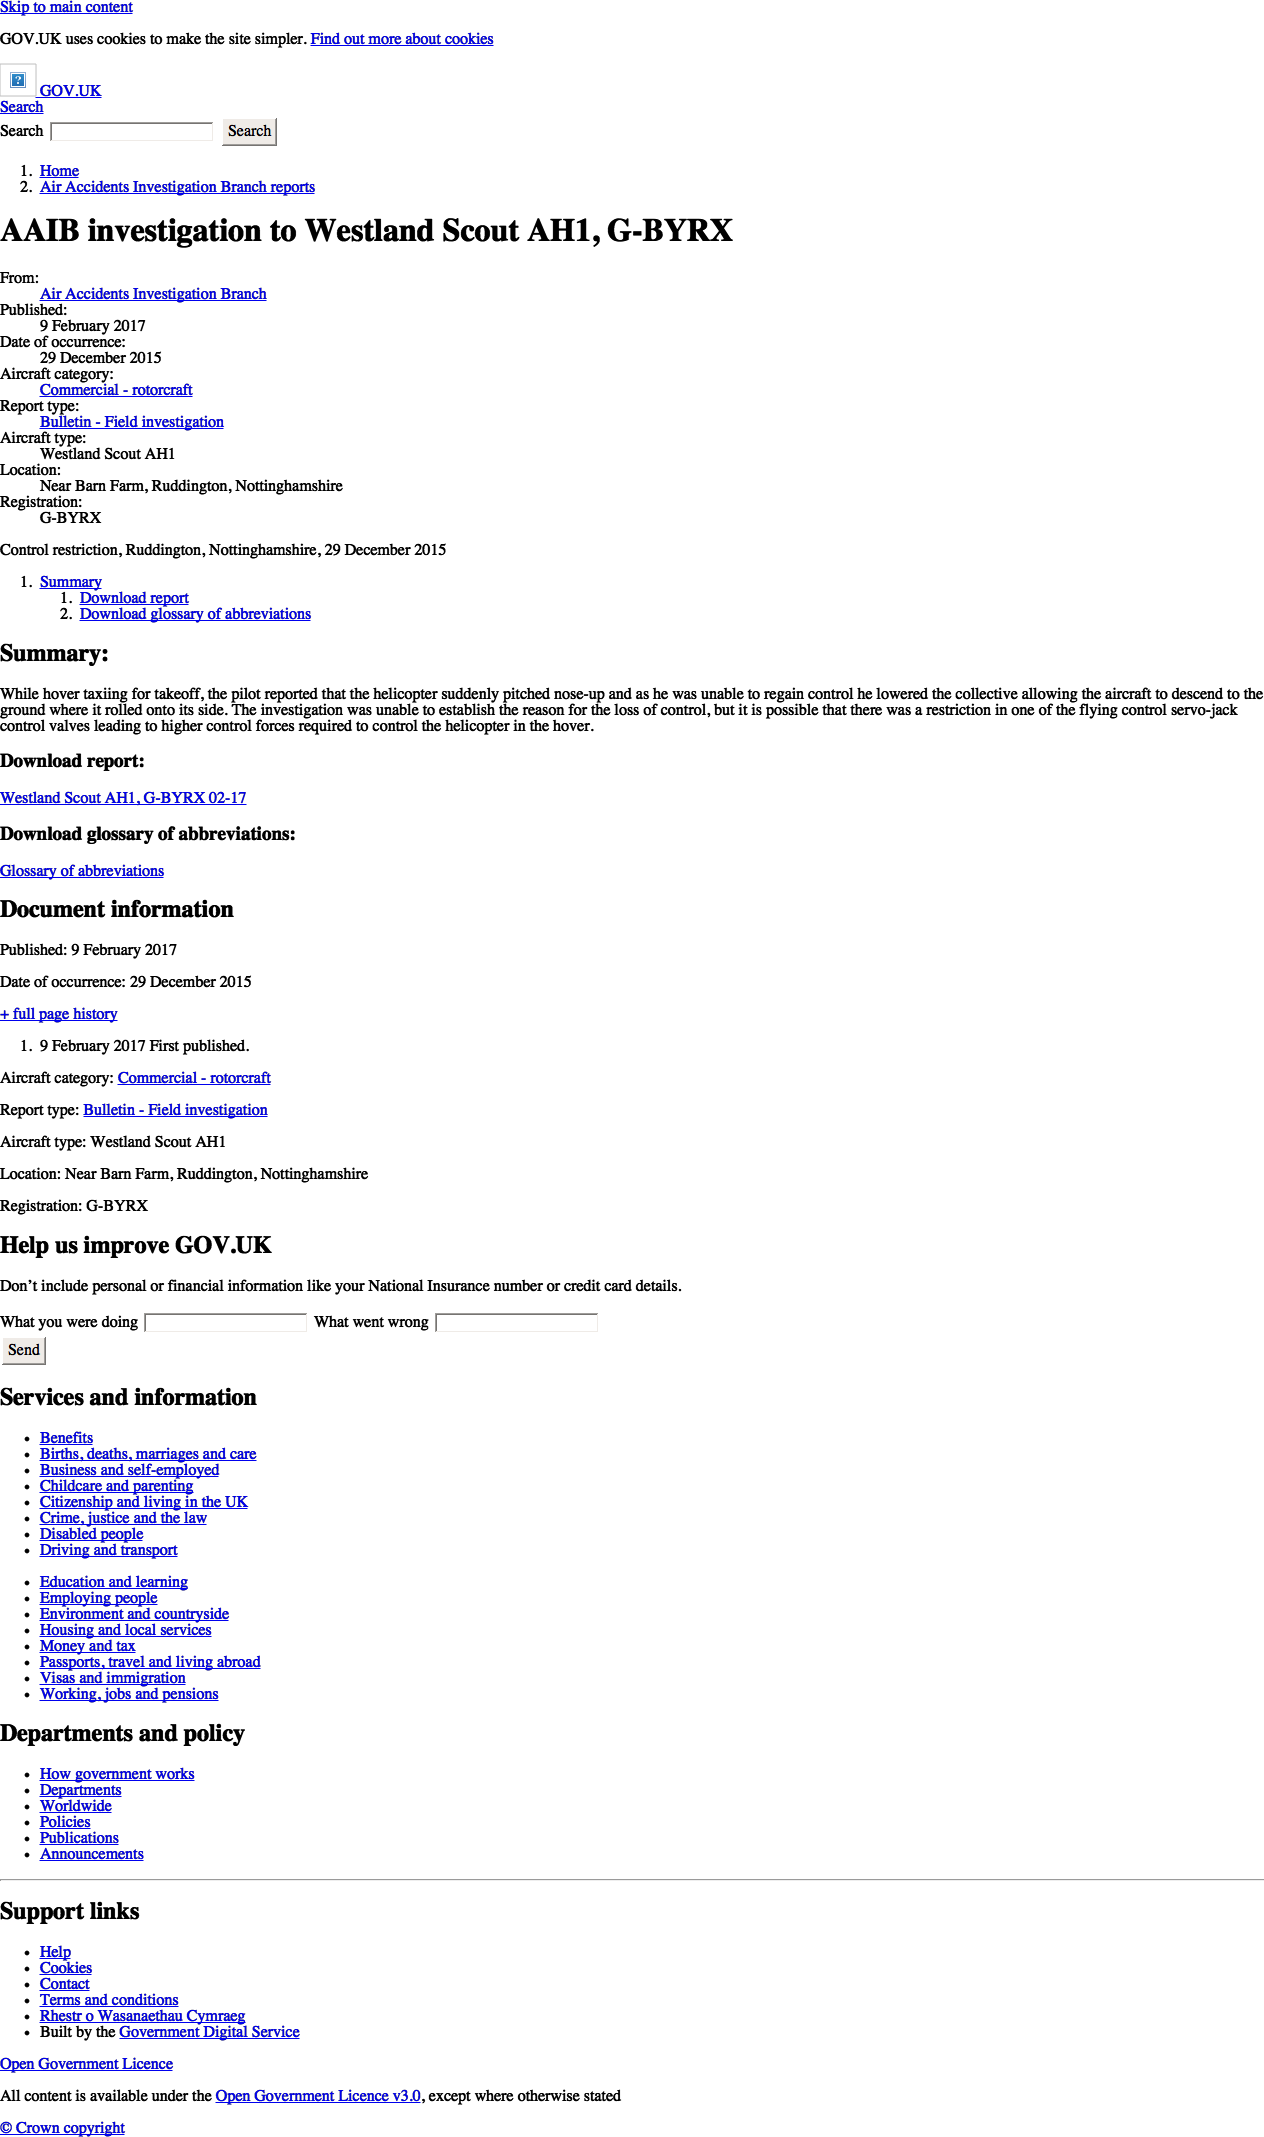 Skip to main content
GOV.UK uses cookies to make the site simpler. Find out more about cookies
GOV.UK
Search
Search Search
1. Home
2. Air Accidents Investigation Branch reports
AAIB investigation to Westland Scout AH1, G-BYRX
From:
Air Accidents Investigation Branch
Published:
9 February 2017
Date of occurrence:
29 December 2015
Aircraft category:
Commercial - rotorcraft
Report type:
Bulletin - Field investigation
Aircraft type:
Westland Scout AH1
Location:
Near Barn Farm, Ruddington, Nottinghamshire
Registration:
G-BYRX
Control restriction, Ruddington, Nottinghamshire, 29 December 2015
1. Summary
1. Download report
2. Download glossary of abbreviations
Summary:
While hover taxiing for takeoff, the pilot reported that the helicopter suddenly pitched nose-up and as he was unable to regain control he lowered the collective allowing the aircraft to descend to the
ground where it rolled onto its side. The investigation was unable to establish the reason for the loss of control, but it is possible that there was a restriction in one of the flying control servo-jack
control valves leading to higher control forces required to control the helicopter in the hover.
Download report:
Westland Scout AH1, G-BYRX 02-17
Download glossary of abbreviations:
Glossary of abbreviations
Document information
Published: 9 February 2017
Date of occurrence: 29 December 2015
+ full page history
1. 9 February 2017 First published.
Aircraft category: Commercial - rotorcraft
Report type: Bulletin - Field investigation
Aircraft type: Westland Scout AH1
Location: Near Barn Farm, Ruddington, Nottinghamshire
Registration: G-BYRX
Help us improve GOV.UK
Don’t include personal or financial information like your National Insurance number or credit card details.
What you were doing What went wrong
Send
Services and information
• Benefits
• Births, deaths, marriages and care
• Business and self-employed
• Childcare and parenting
• Citizenship and living in the UK
• Crime, justice and the law
• Disabled people
• Driving and transport
• Education and learning
• Employing people
• Environment and countryside
• Housing and local services
• Money and tax
• Passports, travel and living abroad
• Visas and immigration
• Working, jobs and pensions
Departments and policy
• How government works
• Departments
• Worldwide
• Policies
• Publications
• Announcements
Support links
• Help
• Cookies
• Contact
• Terms and conditions
• Rhestr o Wasanaethau Cymraeg
• Built by the Government Digital Service
Open Government Licence
All content is available under the Open Government Licence v3.0, except where otherwise stated
© Crown copyright